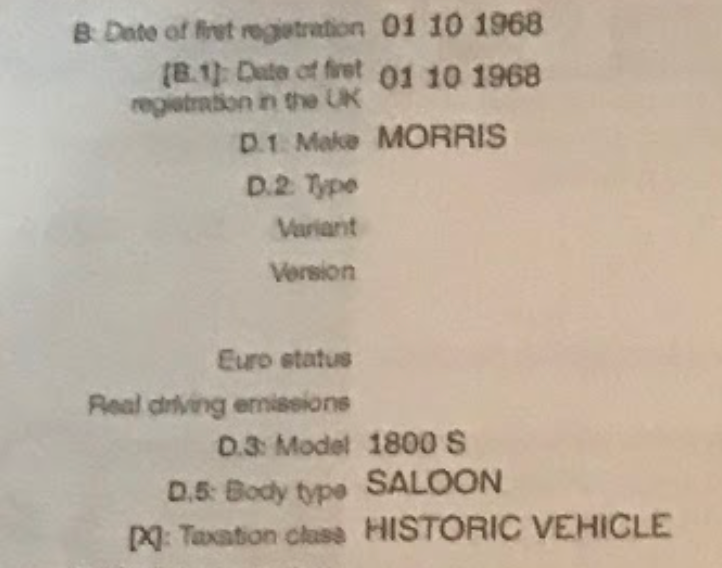 B: Date of first registration 01 10 1968
[B.1]: Date of first
registration in the UK 01 10 1968
D.1: Make MORRIS
D.2: Type
Variant
Version
Euro status
Real driving emissions
D.3: Model 1800 S
D.5: Body type SALOON
[X]: Taxation class HISTORIC VEHICLE